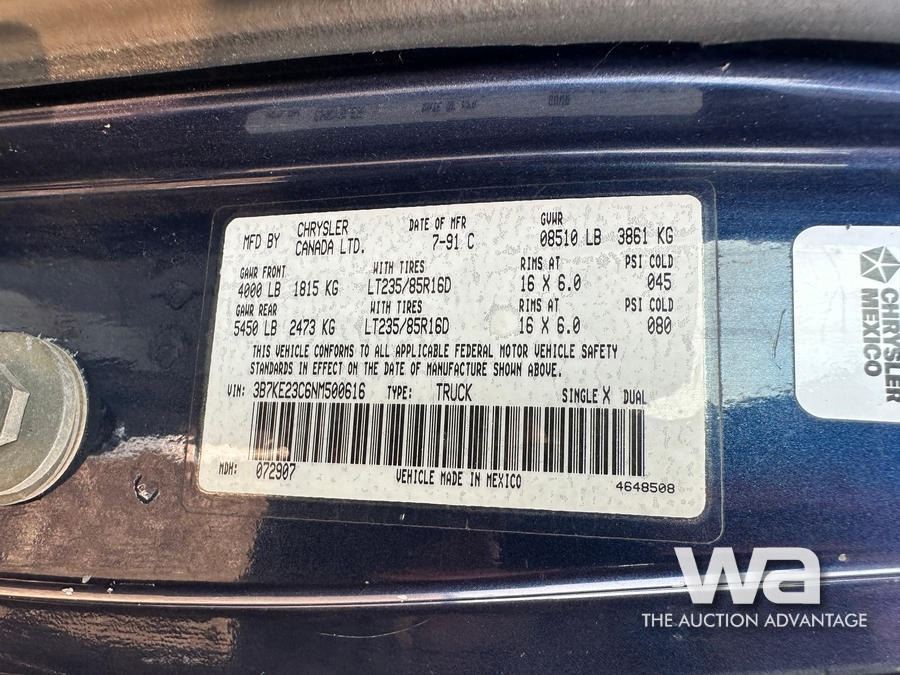 MFD BY CHRYSLER CANADA LTD. DATE OF MFR 7-91 C GVWR 08510 LB 3861 KG
GAWR FRONT WITH TIRES RIMS AT PSI COLD
4000 LB 1815 KG LT235/85R16D 16 X 6.0 045
GAWR REAR WITH TIRES RIMS AT PSI COLD
5450 LB 2473 KG LT235/85R16D 16 X 6.0 080
THIS VEHICLE CONFORMS TO ALL APPLICABLE FEDERAL MOTOR VEHICLE SAFETY
STANDARDS IN EFFECT ON THE DATE OF MANUFACTURE SHOWN ABOVE.
VIN: 3B7KE23C6NM500616 TYPE: TRUCK SINGLE X DUAL
MDH: 072907 VEHICLE MADE IN MEXICO 4648508
CHRYSLER
MEXICO
wa
THE AUCTION ADVANTAGE